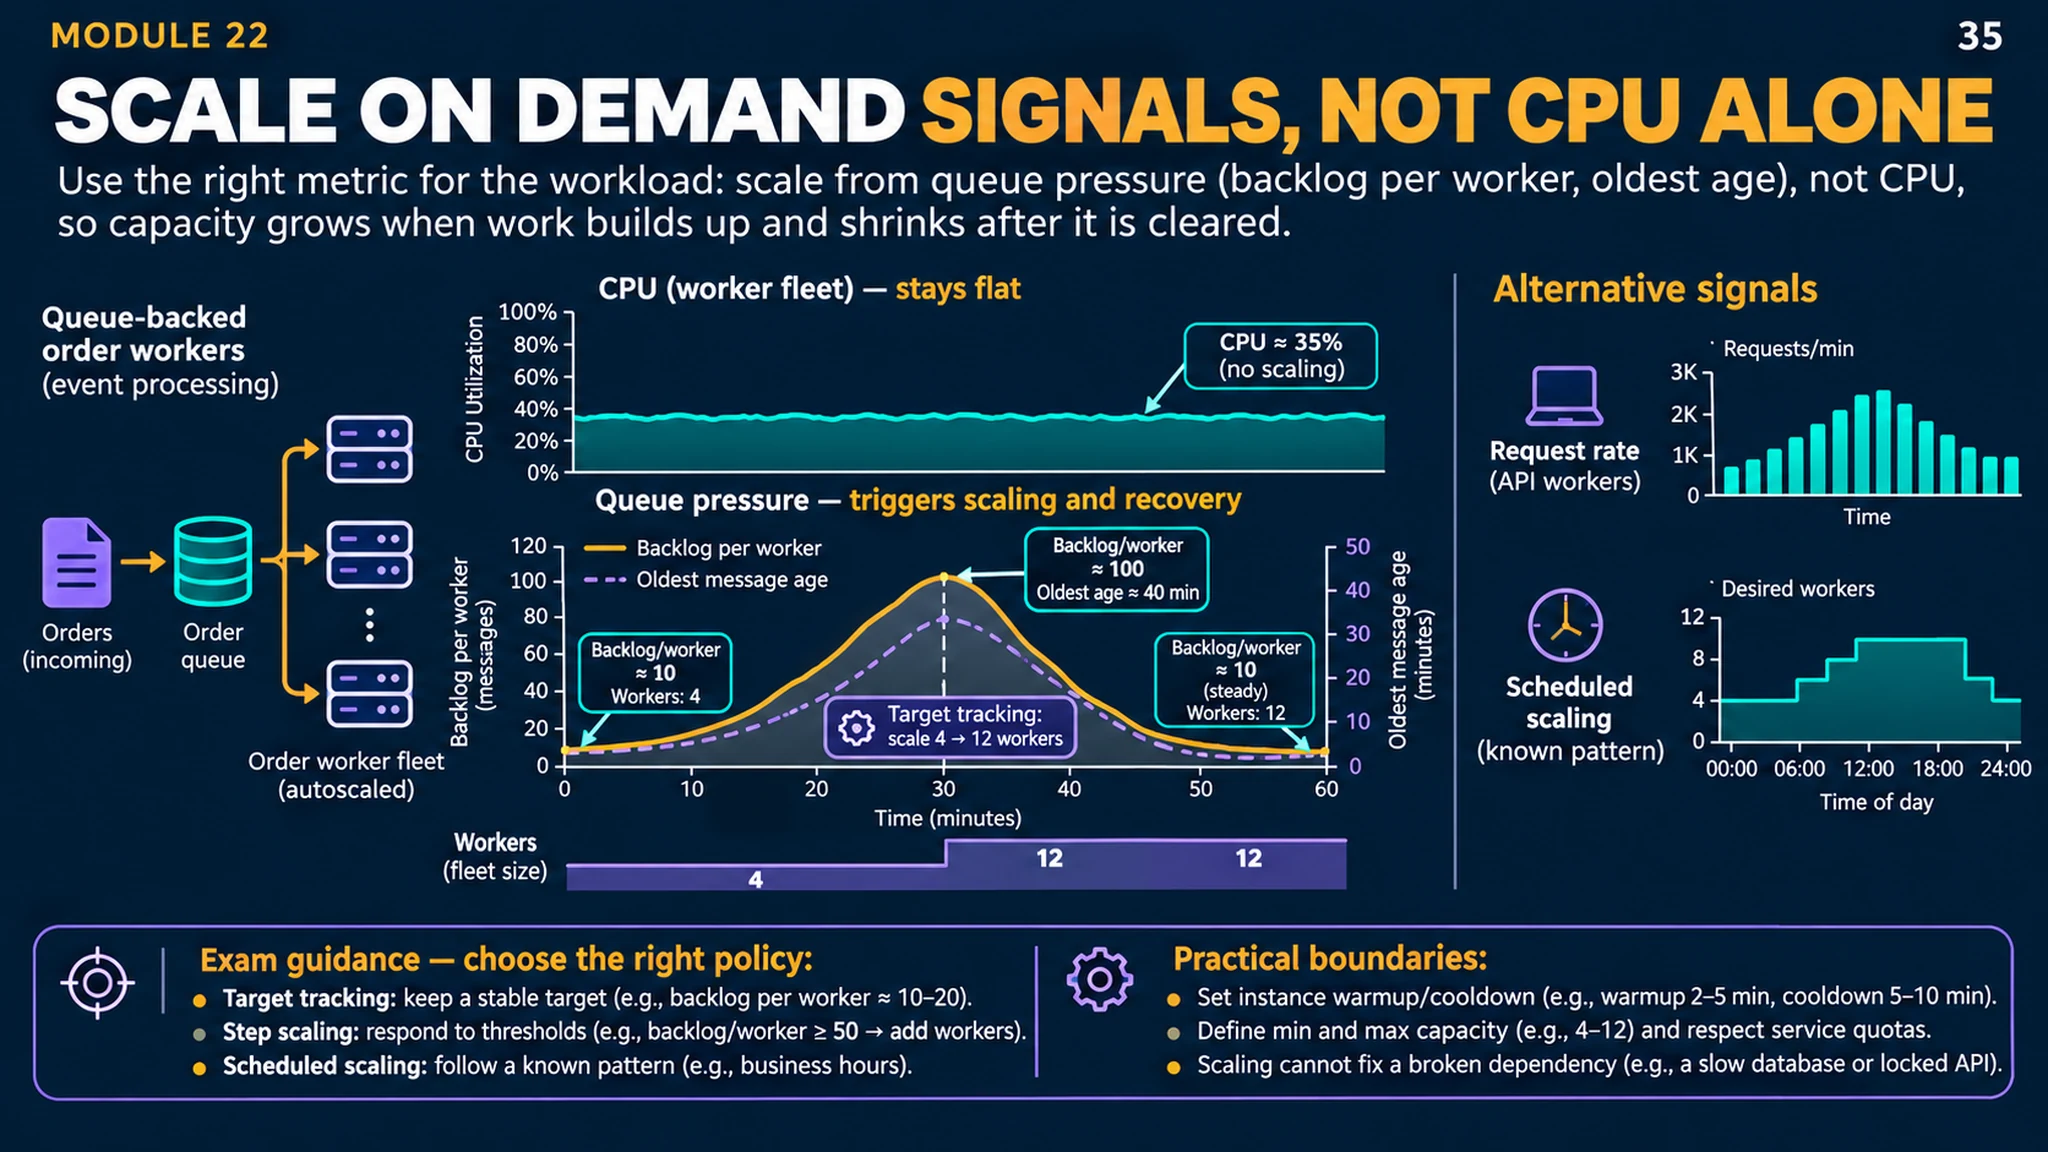 MODULE 22
35
SCALE ON DEMAND SIGNALS, NOT CPU ALONE
Use the right metric for the workload: scale from queue pressure (backlog per worker, oldest age), not CPU,
so capacity grows when work builds up and shrinks after it is cleared.
Queue-backed
order workers
(event processing)
Orders
(incoming)
Order
queue
Order worker fleet
(autoscaled)
CPU (worker fleet) — stays flat
CPU Utilization
100%
80%
60%
40%
20%
0%
CPU ≈ 35%
(no scaling)
Queue pressure — triggers scaling and recovery
Backlog per worker
(messages)
120
100
80
60
40
20
0
Backlog per worker
Oldest message age
Backlog/worker
≈ 10
Workers: 4
Backlog/worker
≈ 100
Oldest age ≈ 40 min
Target tracking:
scale 4 → 12 workers
Backlog/worker
≈ 10
(steady)
Workers: 12
50
40
30
20
10
0
Oldest message age
(minutes)
0 10 20 30 40 50 60
Time (minutes)
Workers
(fleet size)
4
12
12
Alternative signals
Request rate
(API workers)
Requests/min
3K
2K
1K
0
Time
Scheduled
scaling
(known pattern)
Desired workers
12
8
4
0
00:00 06:00 12:00 18:00 24:00
Time of day
Exam guidance — choose the right policy:
Target tracking: keep a stable target (e.g., backlog per worker ≈ 10–20).
Step scaling: respond to thresholds (e.g., backlog/worker ≥ 50 → add workers).
Scheduled scaling: follow a known pattern (e.g., business hours).
Practical boundaries:
Set instance warmup/cooldown (e.g., warmup 2–5 min, cooldown 5–10 min).
Define min and max capacity (e.g., 4–12) and respect service quotas.
Scaling cannot fix a broken dependency (e.g., a slow database or locked API).